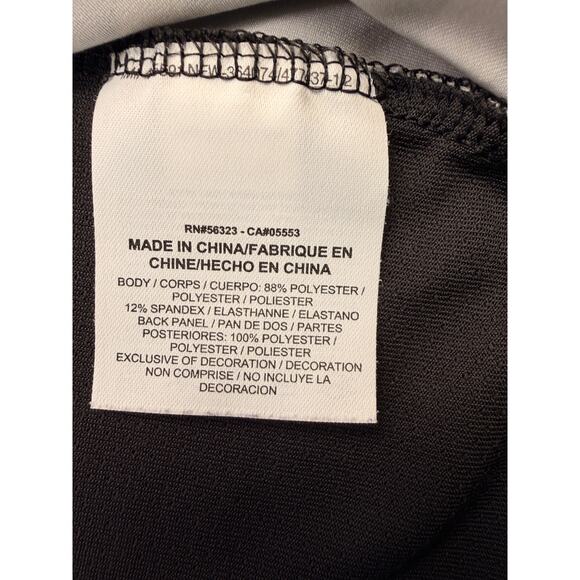 RN#56323 - CA#05553
MADE IN CHINA/FABRIQUE EN
CHINE/HECHO EN CHINA
BODY / CORPS / CUERPO: 88% POLYESTER /
POLYESTER / POLIESTER
12% SPANDEX / ELASTHANNE / ELASTANO
BACK PANEL / PAN DE DOS / PARTES
POSTERIORES: 100% POLYESTER /
POLYESTER / POLIESTER
EXCLUSIVE OF DECORATION / DECORATION
NON COMPRISE / NO INCLUYE LA
DECORACION